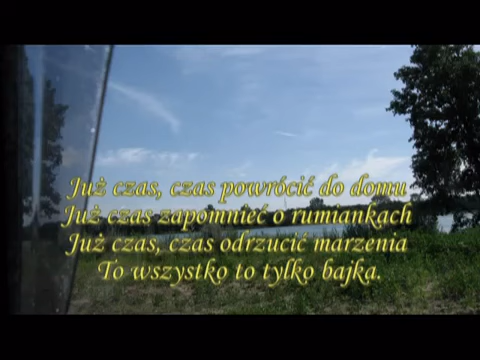 Już czas, czas powrócić do domu
Już czas zapomnieć o rumiankach
Już czas, czas odrzucić marzenia
To wszystko to tylko bajka.